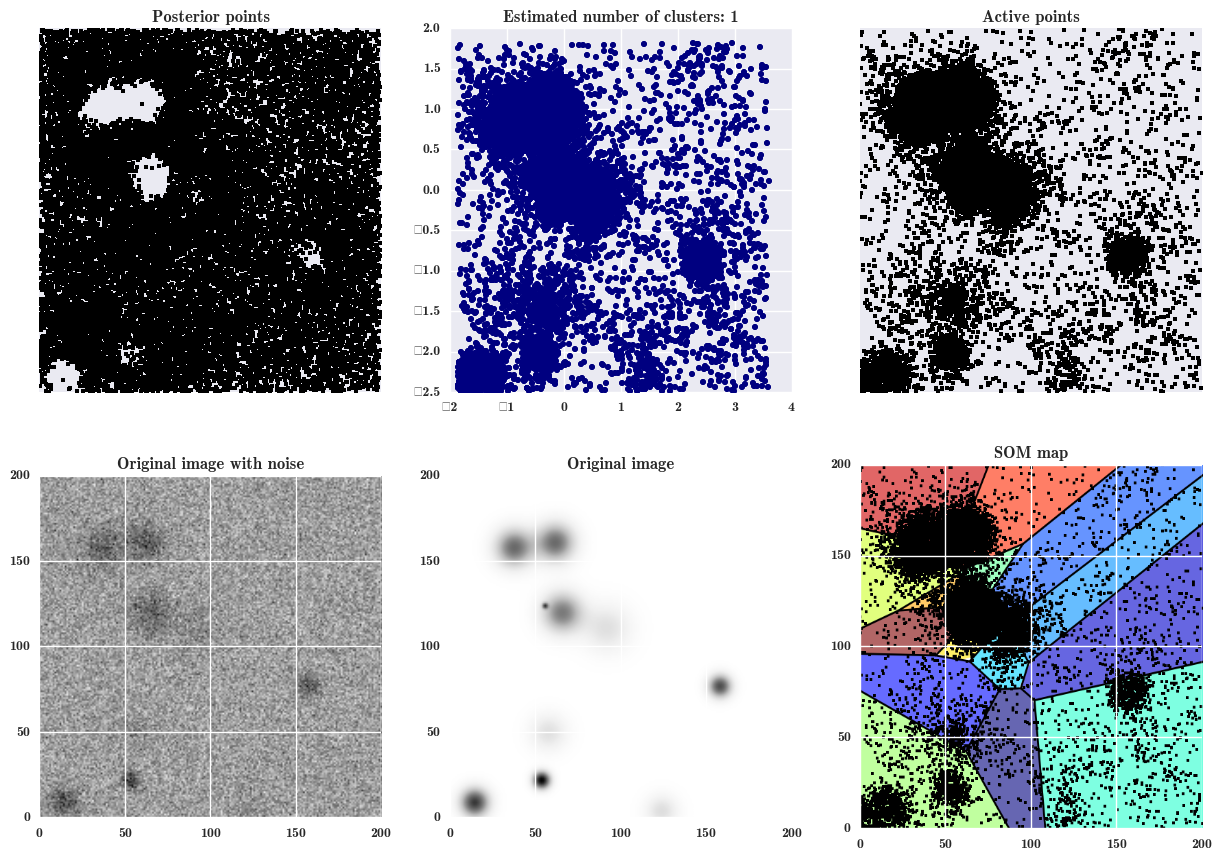 Posterior points
Estimated number of clusters: 1
Active points
2.0
1.5
1.0
0.5
0.0
□0.5
□1.0
□1.5
□2.0
□2.5
□2 □1 0 1 2 3 4
Original image with noise
Original image
SOM map
200
150
100
50
0
0 50 100 150 200
200
150
100
50
0
0 50 100 150 200
200
150
100
50
0
0 50 100 150 200